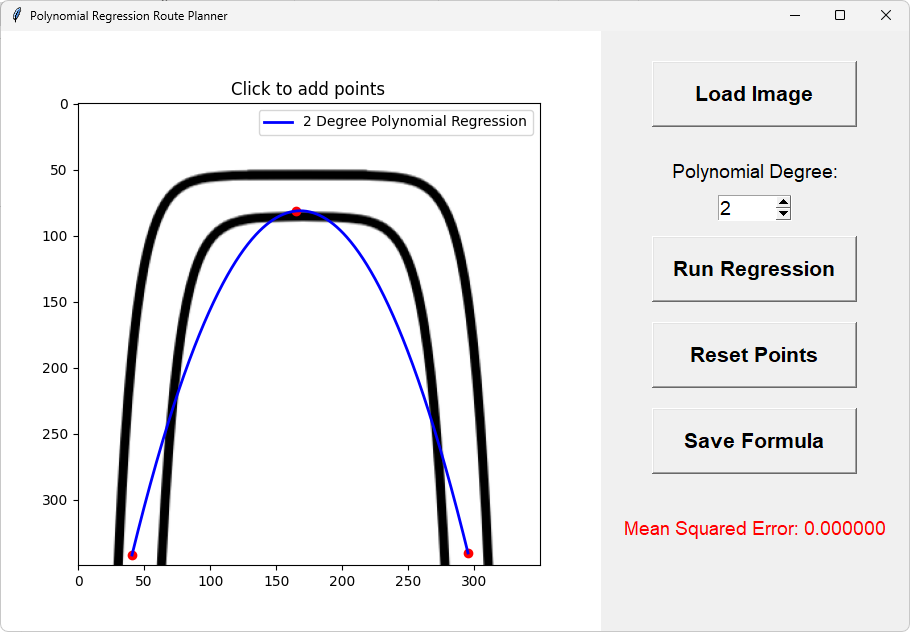 Polynomial Regression Route Planner
Click to add points
2 Degree Polynomial Regression
0
50
100
150
200
250
300
0 50 100 150 200 250 300
Load Image
Polynomial Degree:
2
Run Regression
Reset Points
Save Formula
Mean Squared Error: 0.000000